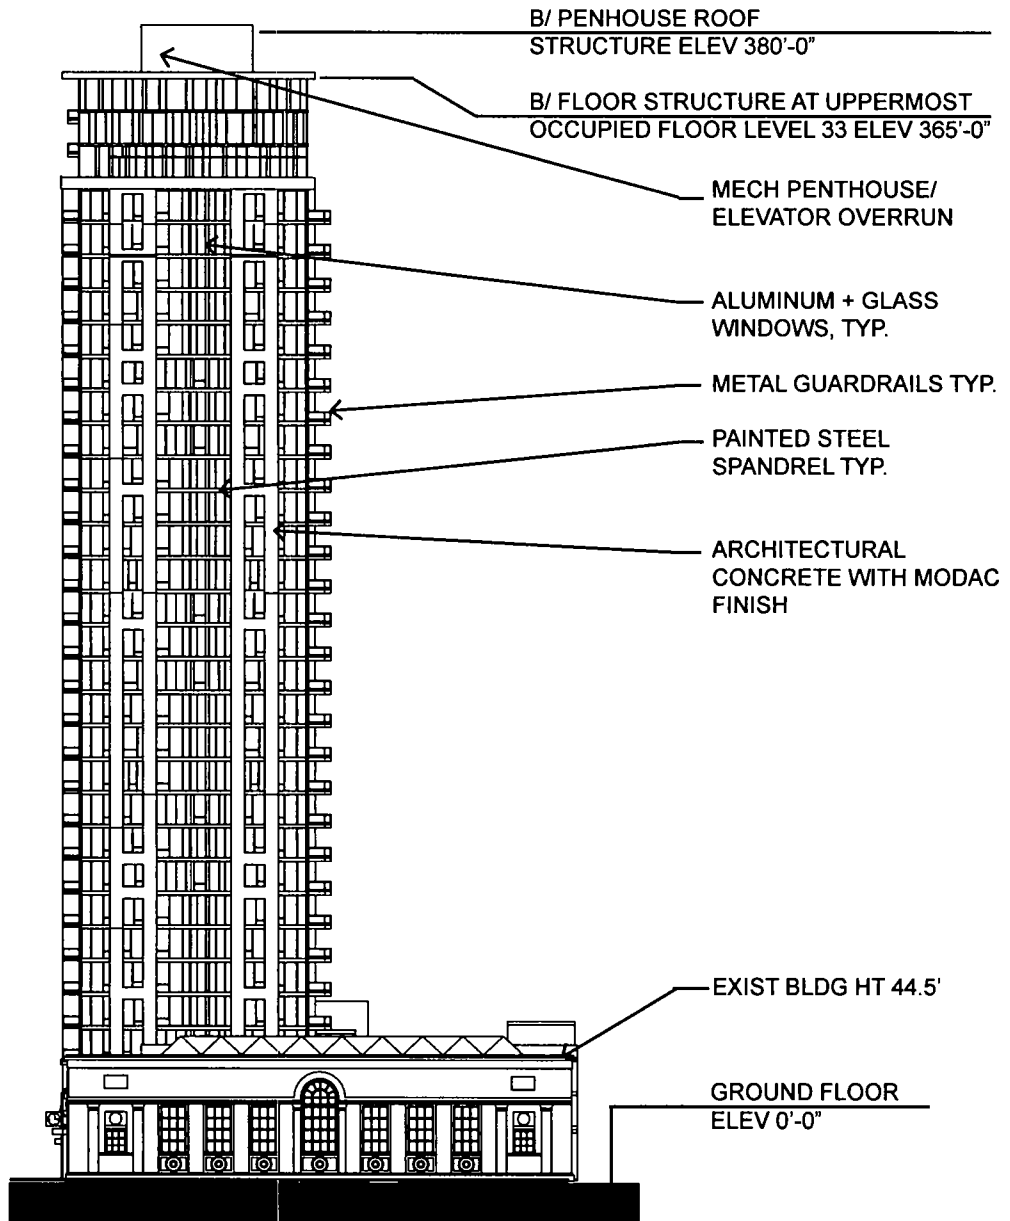 B/ PENHOUSE ROOF
STRUCTURE ELEV 380'-0"
B/ FLOOR STRUCTURE AT UPPERMOST
OCCUPIED FLOOR LEVEL 33 ELEV 365'-0"
MECH PENTHOUSE/
ELEVATOR OVERRUN
ALUMINUM + GLASS
WINDOWS, TYP.
METAL GUARDRAILS TYP.
PAINTED STEEL
SPANDREL TYP.
ARCHITECTURAL
CONCRETE WITH MODAC
FINISH
EXIST BLDG HT 44.5'
GROUND FLOOR
ELEV 0'-0"